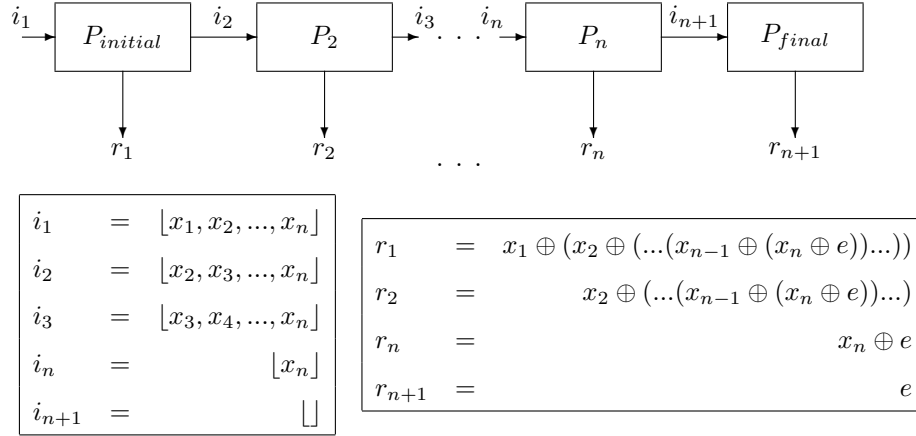 i₁ i₂ i₃ iₙ iₙ₊₁
P_initial P₂ · · · Pₙ P_final
r₁ r₂ · · · rₙ rₙ₊₁
i₁ = ⌊x₁, x₂, ..., xₙ⌋
i₂ = ⌊x₂, x₃, ..., xₙ⌋
i₃ = ⌊x₃, x₄, ..., xₙ⌋
iₙ = ⌊xₙ⌋
iₙ₊₁ = ⌊⌋
r₁ = x₁ ⊕ (x₂ ⊕ (...(xₙ₋₁ ⊕ (xₙ ⊕ e))...))
r₂ = x₂ ⊕ (...(xₙ₋₁ ⊕ (xₙ ⊕ e))...)
rₙ = xₙ ⊕ e
rₙ₊₁ = e